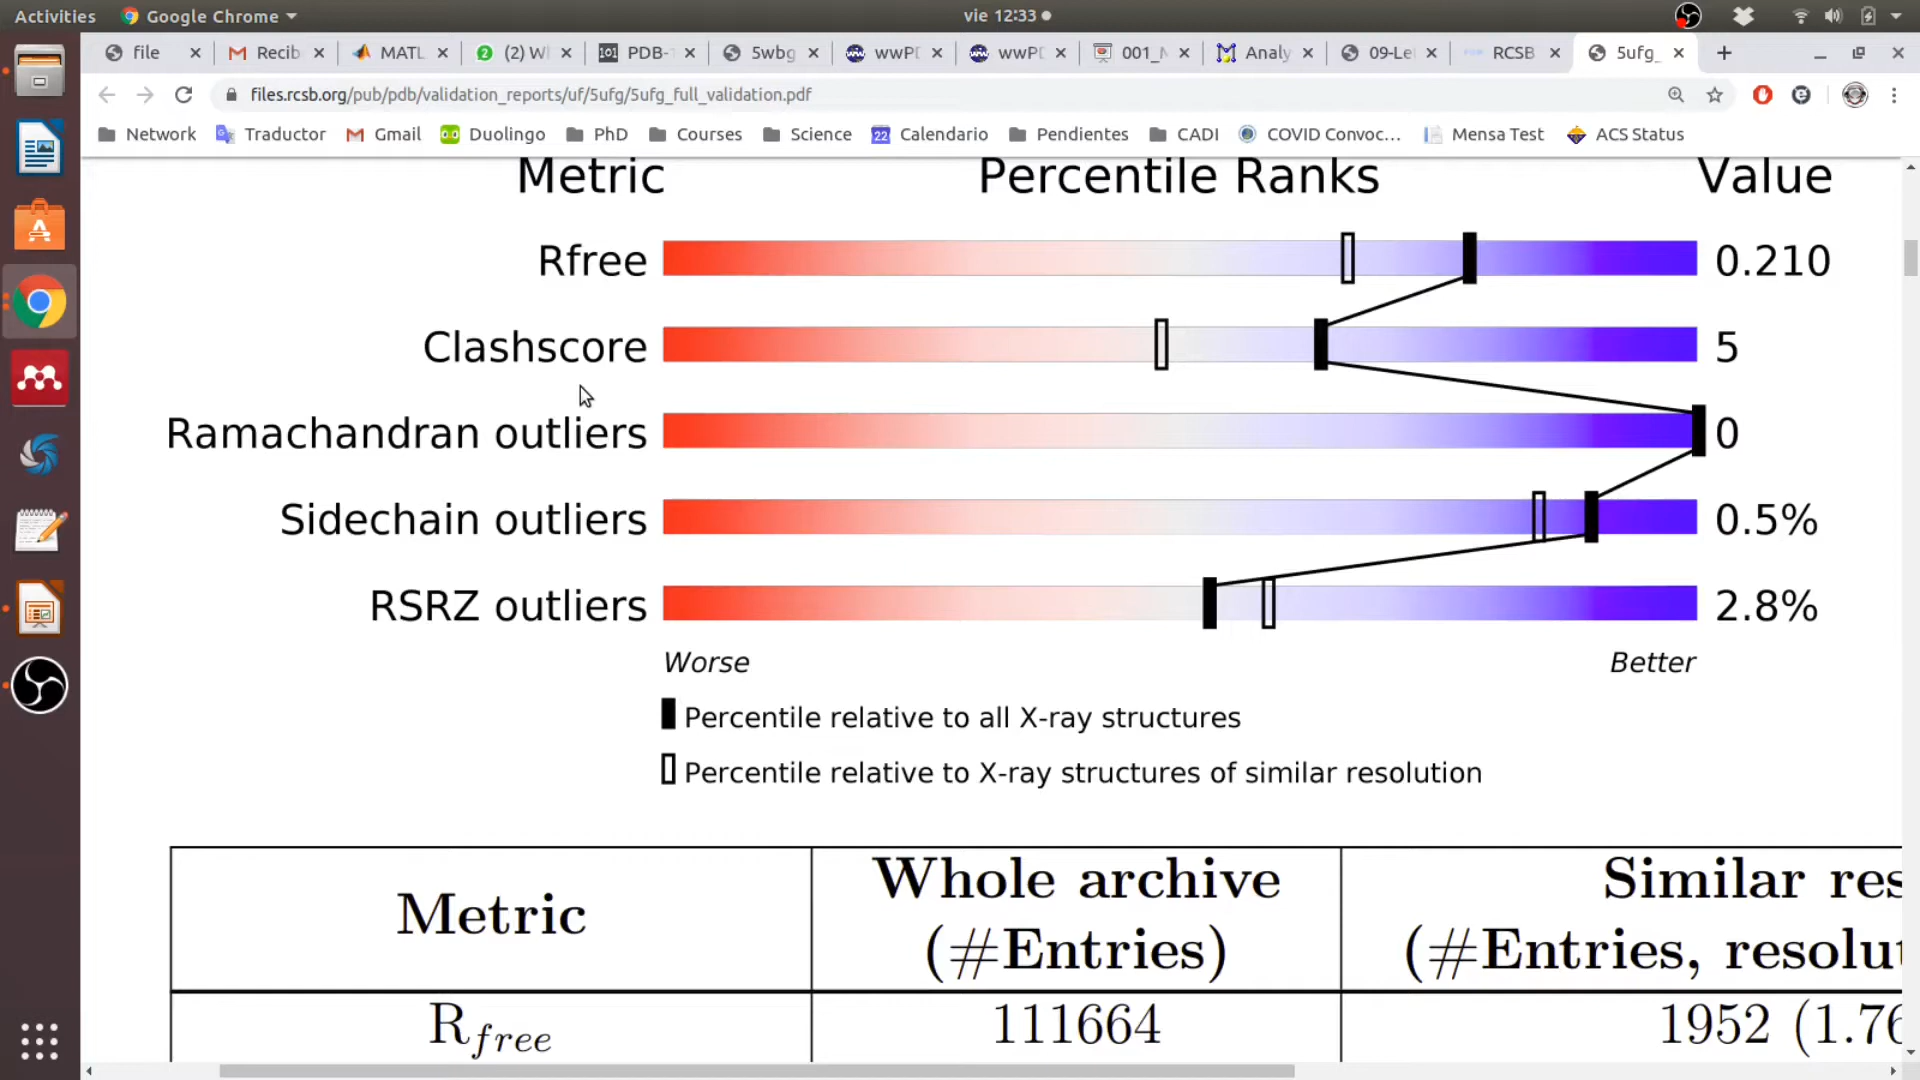 Activities Google Chrome vie 12:33
file Recib MATL (2) W PDB- 5wbg wwPD wwPD 001_ Analy 09-Le RCSB 5ufg_
files.rcsb.org/pub/pdb/validation_reports/uf/5ufg/5ufg_full_validation.pdf
Network Traductor Gmail Duolingo PhD Courses Science 22 Calendario Pendientes CADI COVID Convoc... Mensa Test ACS Status
Metric Percentile Ranks Value
Rfree 0.210
Clashscore 5
Ramachandran outliers 0
Sidechain outliers 0.5%
RSRZ outliers 2.8%
Worse Better
Percentile relative to all X-ray structures
Percentile relative to X-ray structures of similar resolution
Metric Whole archive Similar res
(#Entries) (#Entries, resolut
Rfree 111664 1952 (1.76